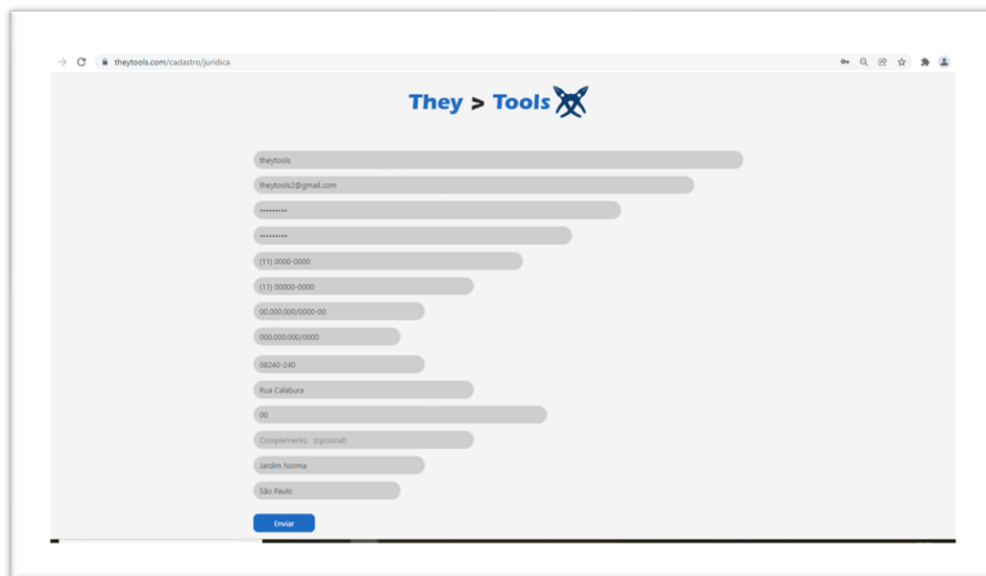 theytools.com/cadastro/juridica
They > Tools
theytools
theytools2@gmail.com
•••••••••
•••••••••
(11) 0000-0000
(11) 00000-0000
00.000.000/0000-00
000.000.000/0000
08240-240
Rua Calabura
00
Complemento (opcional)
Jardim Norma
São Paulo
Enviar